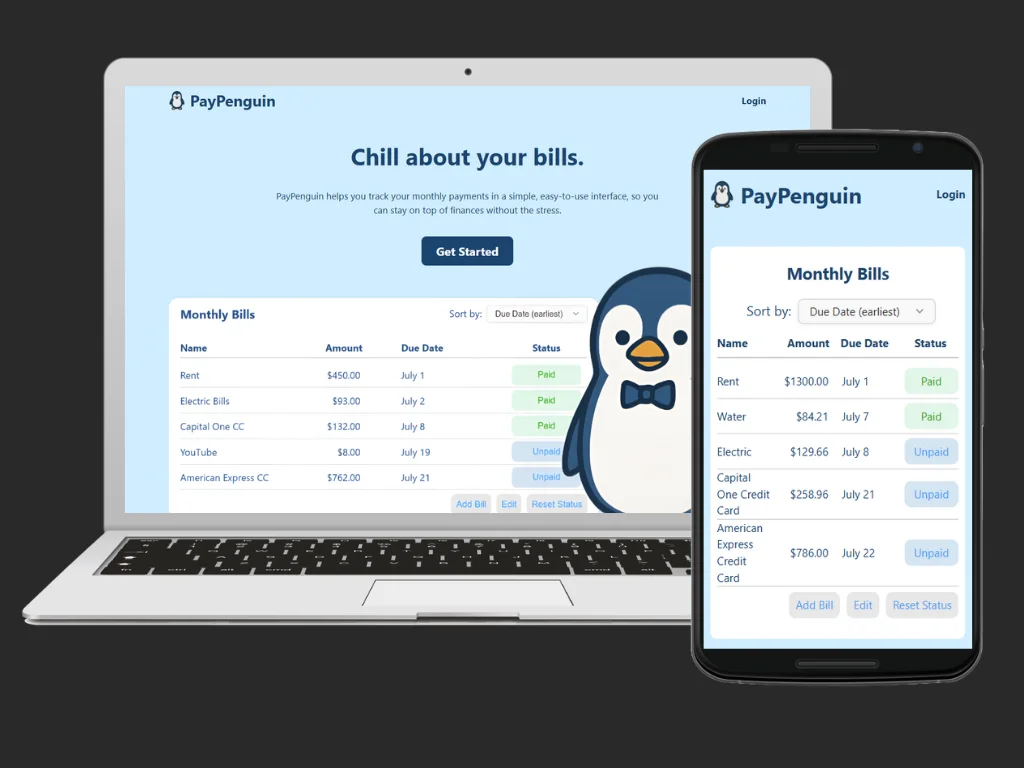 PayPenguin
Login
Chill about your bills.
PayPenguin helps you track your monthly payments in a simple, easy-to-use interface, so you
can stay on top of finances without the stress.
Get Started
Monthly Bills
Sort by: Due Date (earliest)
Name Amount Due Date Status
Rent $450.00 July 1 Paid
Electric Bills $93.00 July 2 Paid
Capital One CC $132.00 July 8 Paid
YouTube $8.00 July 19 Unpaid
American Express CC $762.00 July 21 Unpaid
Add Bill Edit Reset Status
PayPenguin
Login
Monthly Bills
Sort by: Due Date (earliest)
Name Amount Due Date Status
Rent $1300.00 July 1 Paid
Water $84.21 July 7 Paid
Electric $129.66 July 8 Unpaid
Capital
One Credit $258.96 July 21 Unpaid
Card
American
Express
Credit $786.00 July 22 Unpaid
Card
Add Bill Edit Reset Status